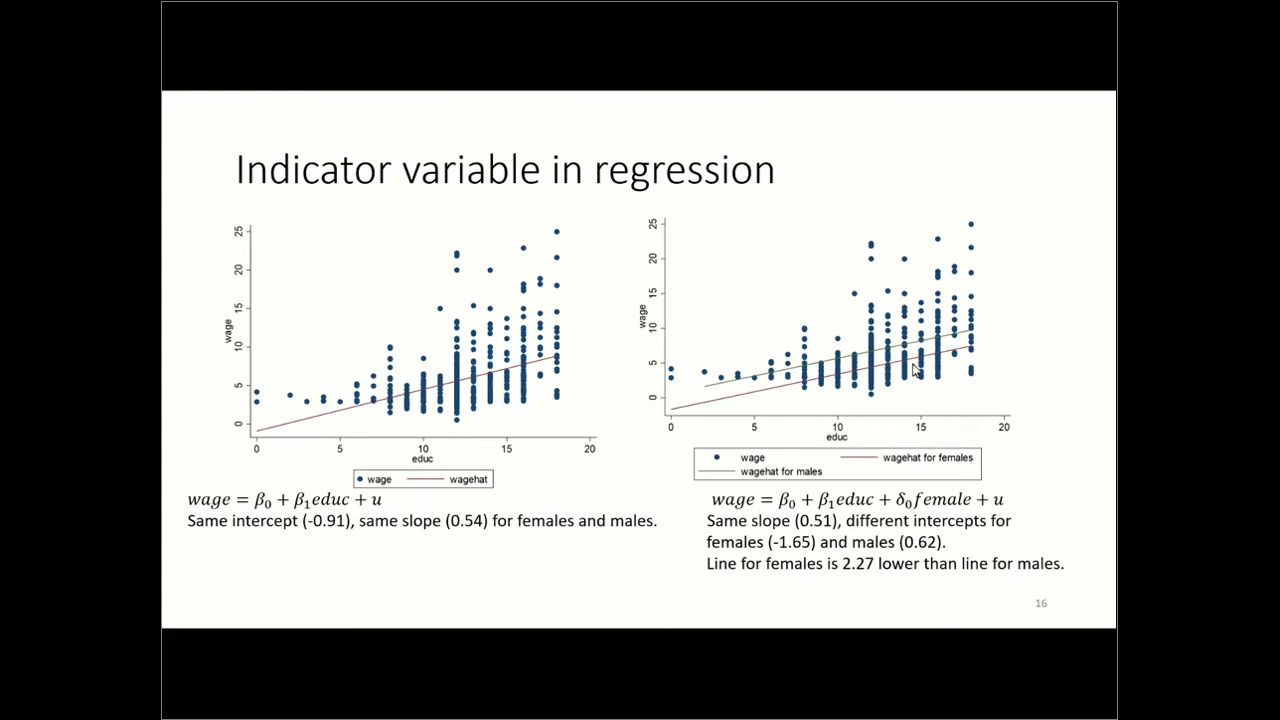 Indicator variable in regression
25
20
15
10
5
0
wage
0 5 10 15 20
educ
wage wagehat
25
20
15
10
5
0
wage
0 5 10 15 20
educ
wage wagehat for females
wagehat for males
wage = β₀ + β₁educ + u
Same intercept (-0.91), same slope (0.54) for females and males.
wage = β₀ + β₁educ + δ₀female + u
Same slope (0.51), different intercepts for
females (-1.65) and males (0.62).
Line for females is 2.27 lower than line for males.
16